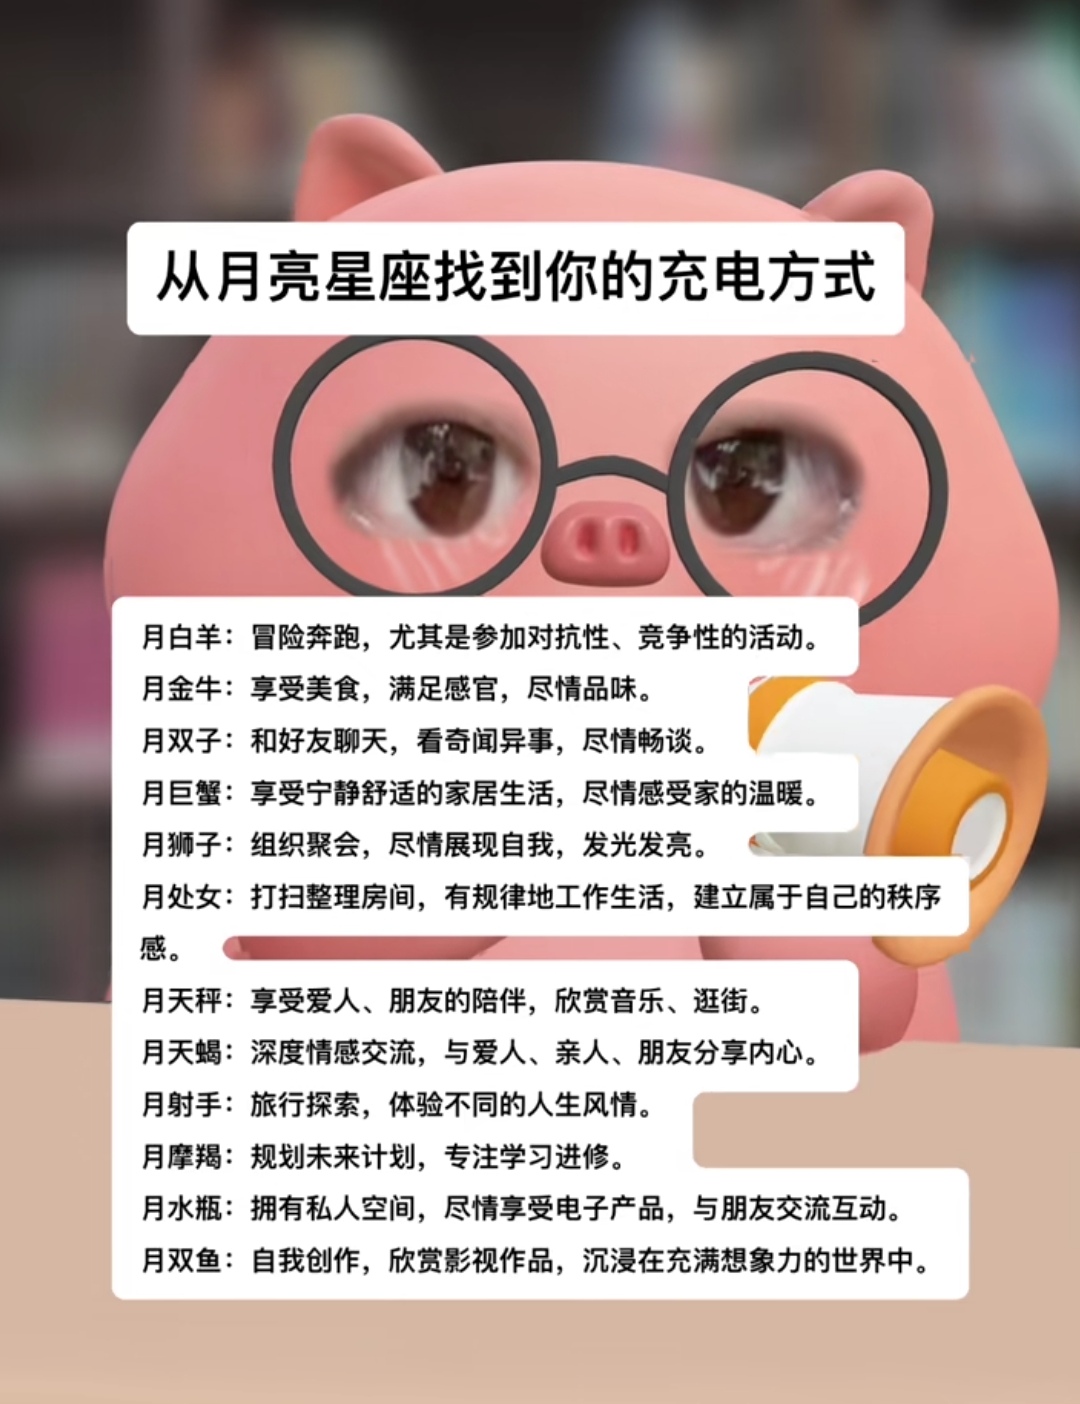 从月亮星座找到你的充电方式
月白羊：冒险奔跑，尤其是参加对抗性、竞争性的活动。
月金牛：享受美食，满足感官，尽情品味。
月双子：和好友聊天，看奇闻异事，尽情畅谈。
月巨蟹：享受宁静舒适的家居生活，尽情感受家的温暖。
月狮子：组织聚会，尽情展现自我，发光发亮。
月处女：打扫整理房间，有规律地工作生活，建立属于自己的秩序
感。
月天秤：享受爱人、朋友的陪伴，欣赏音乐、逛街。
月天蝎：深度情感交流，与爱人、亲人、朋友分享内心。
月射手：旅行探索，体验不同的人生风情。
月摩羯：规划未来计划，专注学习进修。
月水瓶：拥有私人空间，尽情享受电子产品，与朋友交流互动。
月双鱼：自我创作，欣赏影视作品，沉浸在充满想象力的世界中。